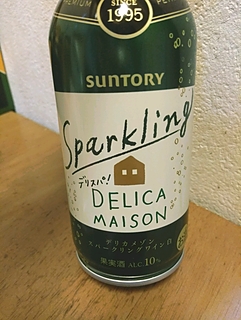 PREMIUM
SINCE
1995
SUNTORY
Sparkling
デリスパ!
DELICA
MAISON
デリカメゾン
スパークリングワイン 白
果実酒 ALC.10%